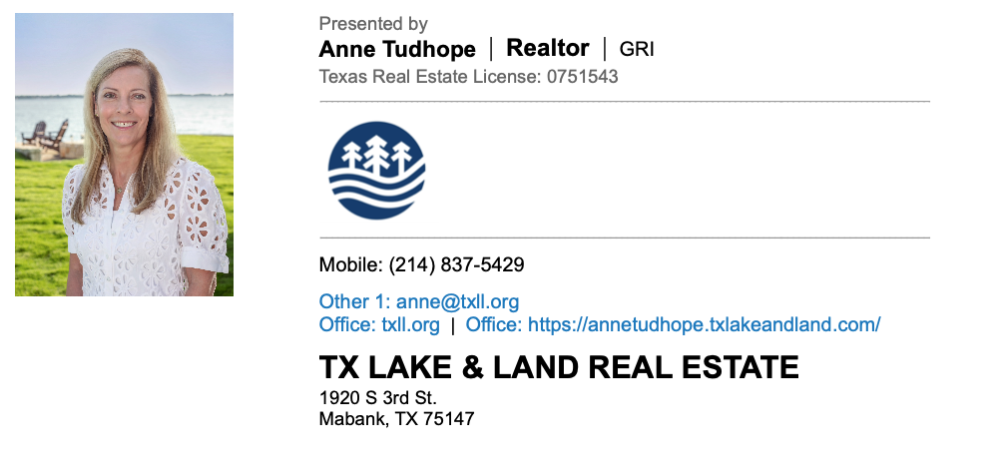 Presented by
Anne Tudhope | Realtor | GRI
Texas Real Estate License: 0751543
Mobile: (214) 837-5429
Other 1: anne@txll.org
Office: txll.org | Office: https://annetudhope.txlakeandland.com/
TX LAKE & LAND REAL ESTATE
1920 S 3rd St.
Mabank, TX 75147